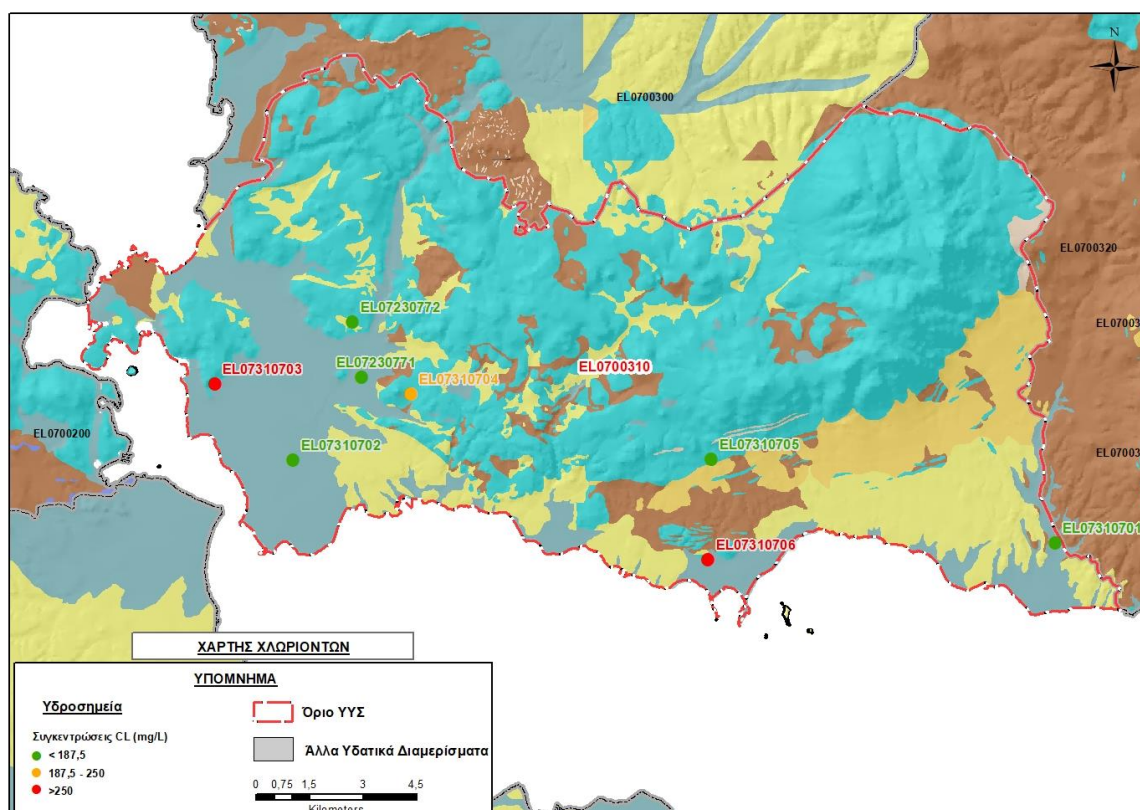 N
EL0700300
EL0700320
EL07230772
EL07230771
EL07310703
EL07310704
EL0700310
EL0700200
EL07310702
EL07310705
EL07310701
EL07310706
ΧΑΡΤΗΣ ΧΛΩΡΙΟΝΤΩΝ
ΥΠΟΜΝΗΜΑ
Υδροσημεία
Συγκεντρώσεις CL (mg/L)
< 187,5
187,5 - 250
>250
Όριο ΥΥΣ
Άλλα Υδατικά Διαμερίσματα
0 0,75 1,5 3 4,5
Kilometers